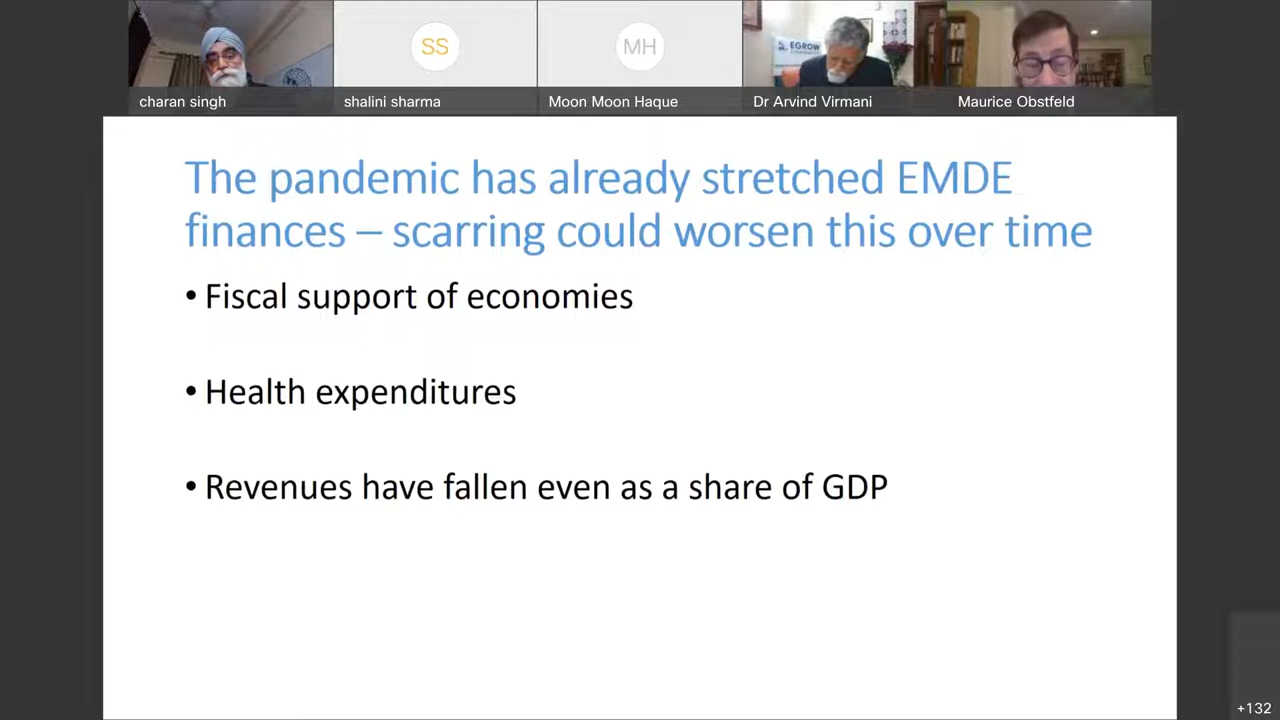 SS
MH
EGROW
charan singh
shalini sharma
Moon Moon Haque
Dr Arvind Virmani
Maurice Obstfeld
The pandemic has already stretched EMDE
finances – scarring could worsen this over time
• Fiscal support of economies
• Health expenditures
• Revenues have fallen even as a share of GDP
+132